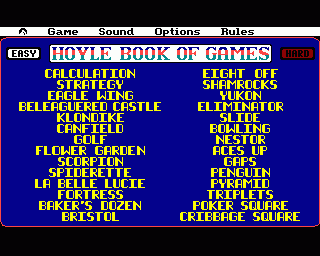 Game Sound Options Rules
EASY HOYLE BOOK OF GAMES HARD
CALCULATION EIGHT OFF
STRATEGY SHAMROCKS
EAGLE WING YUKON
BELEAGUERED CASTLE ELIMINATOR
KLONDIKE SLIDE
CANFIELD BOWLING
GOLF NESTOR
FLOWER GARDEN ACES UP
SCORPION GAPS
SPIDERETTE PENGUIN
LA BELLE LUCIE PYRAMID
FORTRESS TRIPLETS
BAKER'S DOZEN POKER SQUARE
BRISTOL CRIBBAGE SQUARE